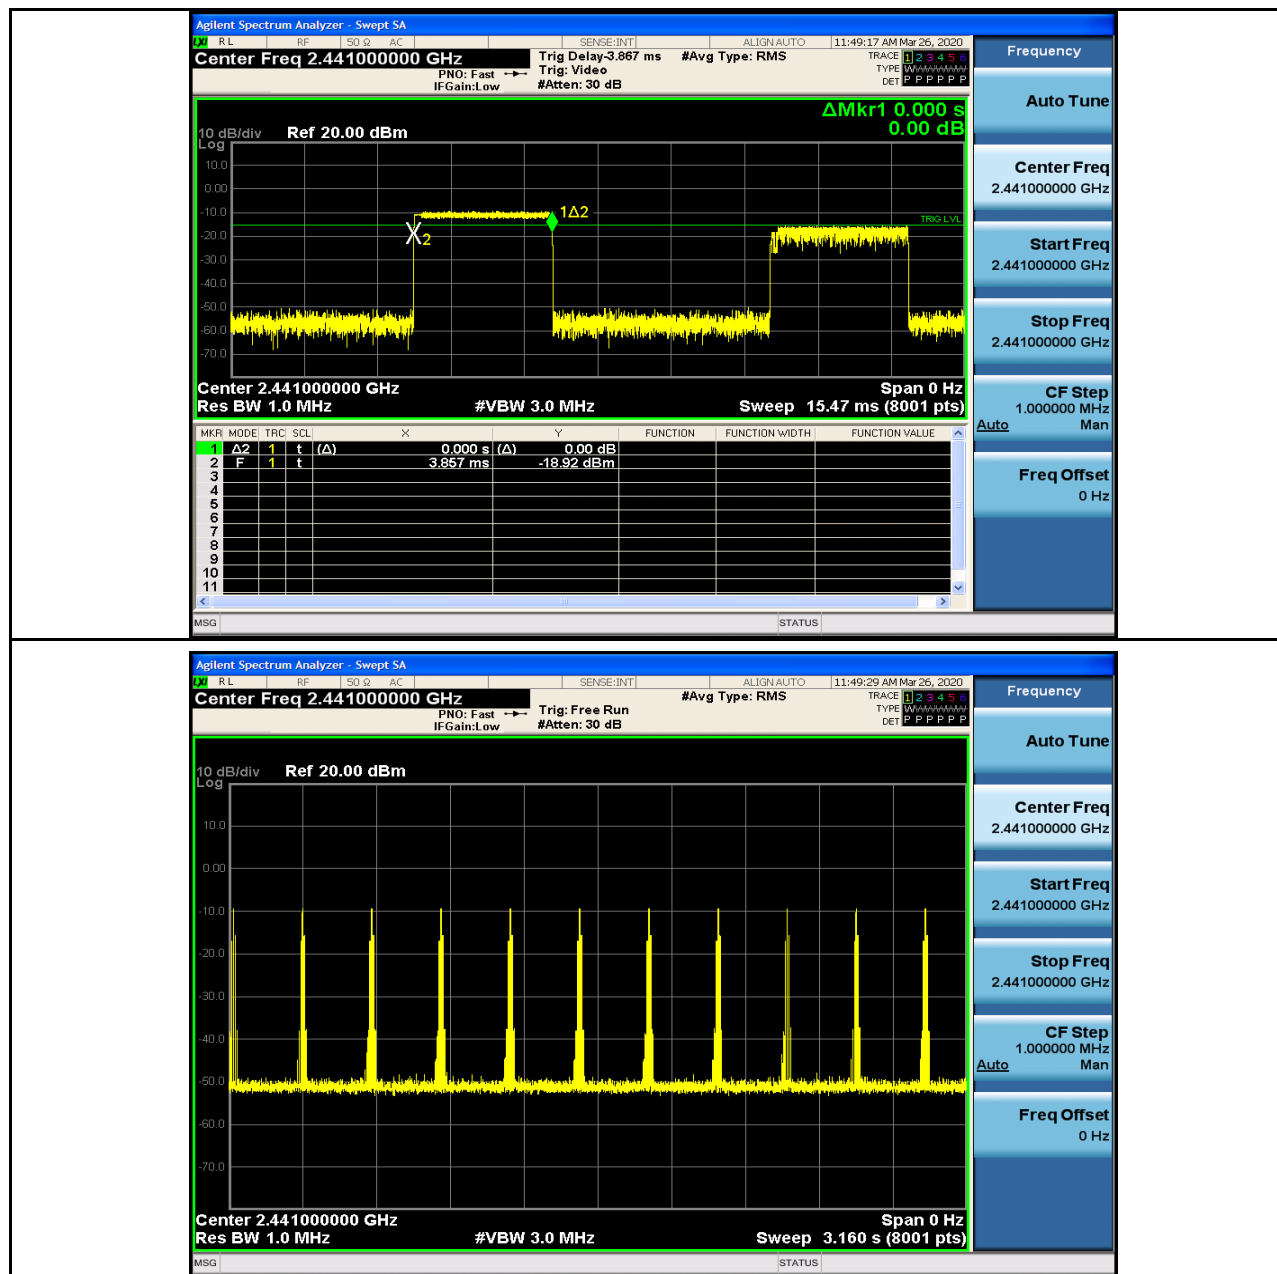 Agilent Spectrum Analyzer - Swept SA
LXI RL RF 50 Ω AC SENSE:INT ALIGN AUTO 11:49:17 AM Mar 26, 2020
Center Freq 2.441000000 GHz
Trig Delay-3.867 ms #Avg Type: RMS TRACE 1 2 3 4 5 6
PNO: Fast Trig: Video TYPE WWWWWW
IFGain:Low #Atten: 30 dB DET P P P P P P
ΔMkr1 0.000 s
0.00 dB
10 dB/div Ref 20.00 dBm
Log
10.0
0.00
-10.0
1Δ2
TRIG LVL
-20.0
2
-30.0
-40.0
-50.0
-60.0
-70.0
Center 2.441000000 GHz Span 0 Hz
Res BW 1.0 MHz #VBW 3.0 MHz Sweep 15.47 ms (8001 pts)
MKR MODE TRC SCL X Y FUNCTION FUNCTION WIDTH FUNCTION VALUE
1 Δ2 1 t (Δ) 0.000 s (Δ) 0.00 dB
2 F 1 t 3.857 ms -18.92 dBm
3
4
5
6
7
8
9
10
11
MSG STATUS
Frequency
Auto Tune
Center Freq
2.441000000 GHz
Start Freq
2.441000000 GHz
Stop Freq
2.441000000 GHz
CF Step
1.000000 MHz
Auto Man
Freq Offset
0 Hz
Agilent Spectrum Analyzer - Swept SA
LXI RL RF 50 Ω AC SENSE:INT ALIGN AUTO 11:49:29 AM Mar 26, 2020
Center Freq 2.441000000 GHz
#Avg Type: RMS TRACE 1 2 3 4 5 6
PNO: Fast Trig: Free Run TYPE WWWWWW
IFGain:Low #Atten: 30 dB DET P P P P P P
10 dB/div Ref 20.00 dBm
Log
10.0
0.00
-10.0
-20.0
-30.0
-40.0
-50.0
-60.0
-70.0
Center 2.441000000 GHz Span 0 Hz
Res BW 1.0 MHz #VBW 3.0 MHz Sweep 3.160 s (8001 pts)
MSG STATUS
Frequency
Auto Tune
Center Freq
2.441000000 GHz
Start Freq
2.441000000 GHz
Stop Freq
2.441000000 GHz
CF Step
1.000000 MHz
Auto Man
Freq Offset
0 Hz